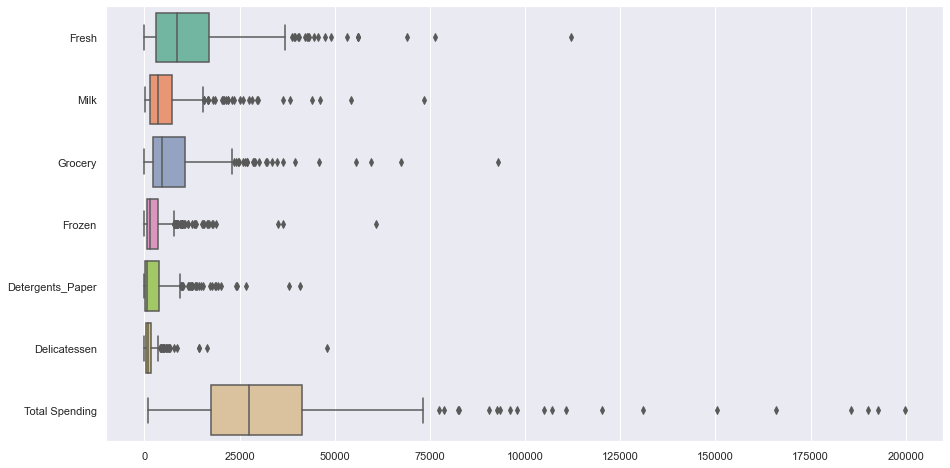 Fresh
Milk
Grocery
Frozen
Detergents_Paper
Delicatessen
Total Spending
0 25000 50000 75000 100000 125000 150000 175000 200000